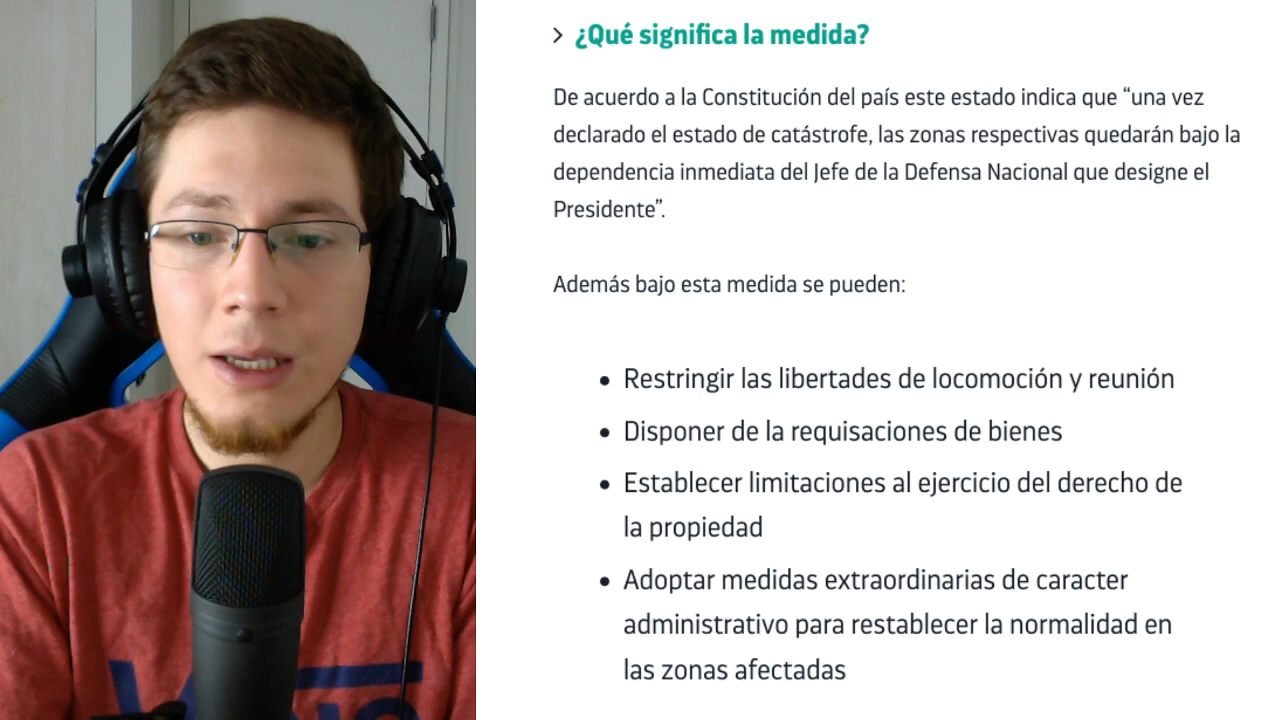 ¿Qué significa la medida?
De acuerdo a la Constitución del país este estado indica que “una vez
declarado el estado de catástrofe, las zonas respectivas quedarán bajo la
dependencia inmediata del Jefe de la Defensa Nacional que designe el
Presidente”.
Además bajo esta medida se pueden:
• Restringir las libertades de locomoción y reunión
• Disponer de la requisaciones de bienes
• Establecer limitaciones al ejercicio del derecho de
la propiedad
• Adoptar medidas extraordinarias de caracter
administrativo para restablecer la normalidad en
las zonas afectadas